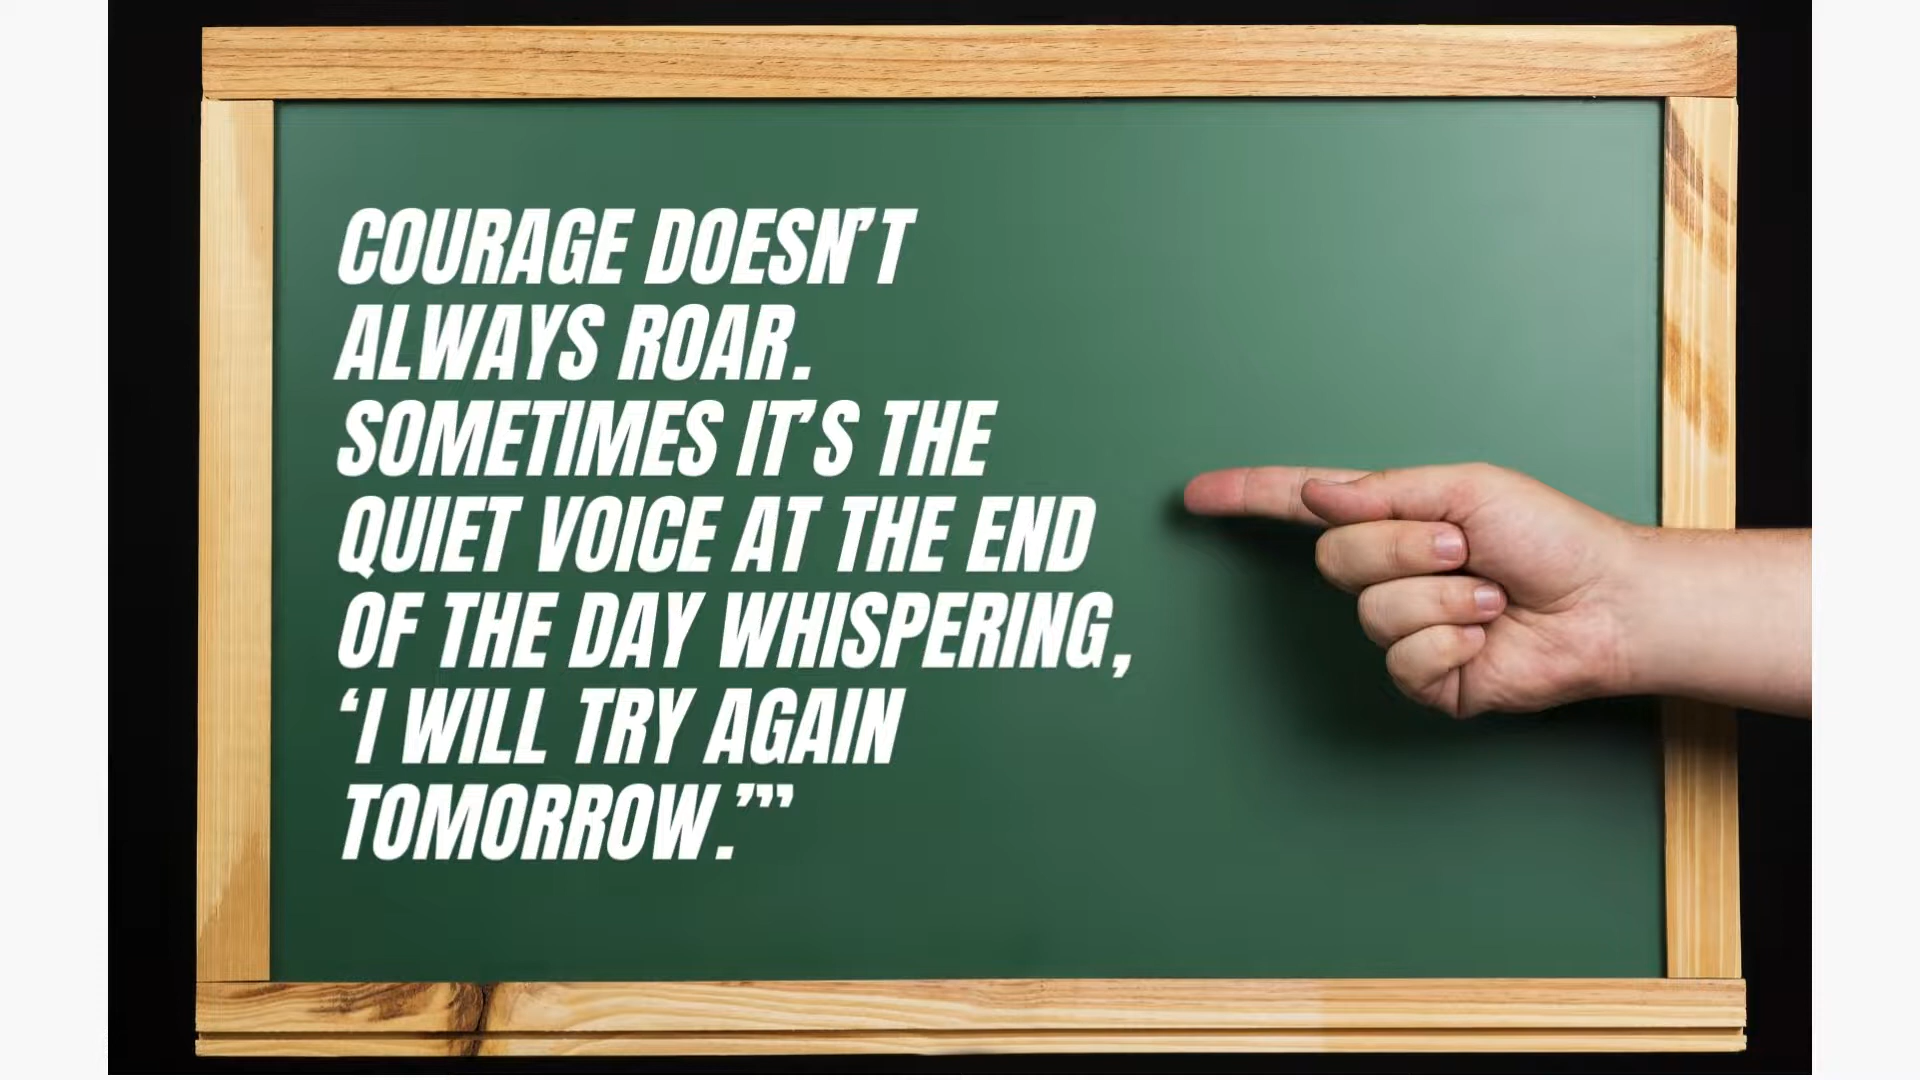 COURAGE DOESN’T
ALWAYS ROAR.
SOMETIMES IT’S THE
QUIET VOICE AT THE END
OF THE DAY WHISPERING,
‘I WILL TRY AGAIN
TOMORROW.’”